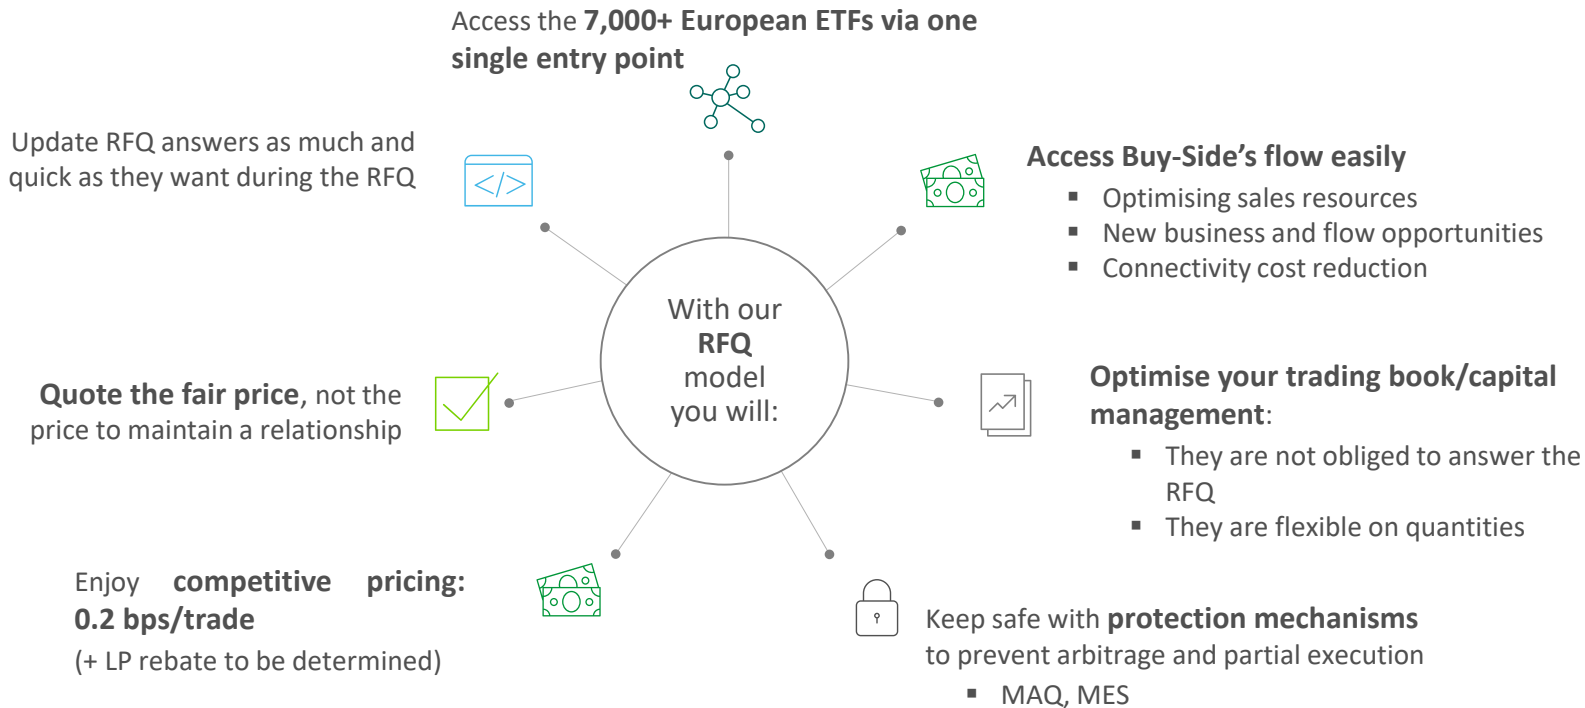 Access the 7,000+ European ETFs via one
single entry point
Update RFQ answers as much and
quick as they want during the RFQ
</>
Access Buy-Side’s flow easily
▪ Optimising sales resources
▪ New business and flow opportunities
▪ Connectivity cost reduction
With our
RFQ
model
you will:
Quote the fair price, not the
price to maintain a relationship
Optimise your trading book/capital
management:
▪ They are not obliged to answer the
RFQ
▪ They are flexible on quantities
Enjoy competitive pricing:
0.2 bps/trade
(+ LP rebate to be determined)
Keep safe with protection mechanisms
to prevent arbitrage and partial execution
▪ MAQ, MES